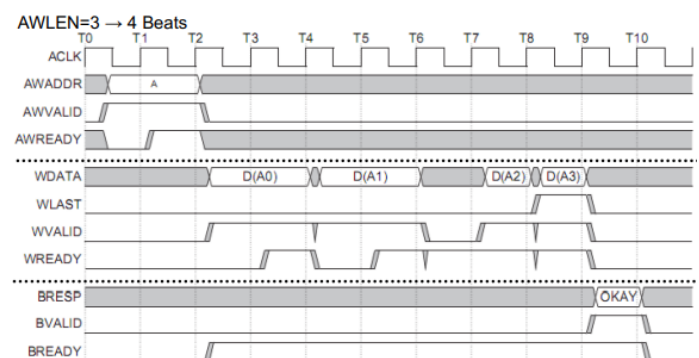 AWLEN=3 → 4 Beats
T0 T1 T2 T3 T4 T5 T6 T7 T8 T9 T10
ACLK
AWADDR A
AWVALID
AWREADY
WDATA D(A0) D(A1) D(A2) D(A3)
WLAST
WVALID
WREADY
BRESP OKAY
BVALID
BREADY